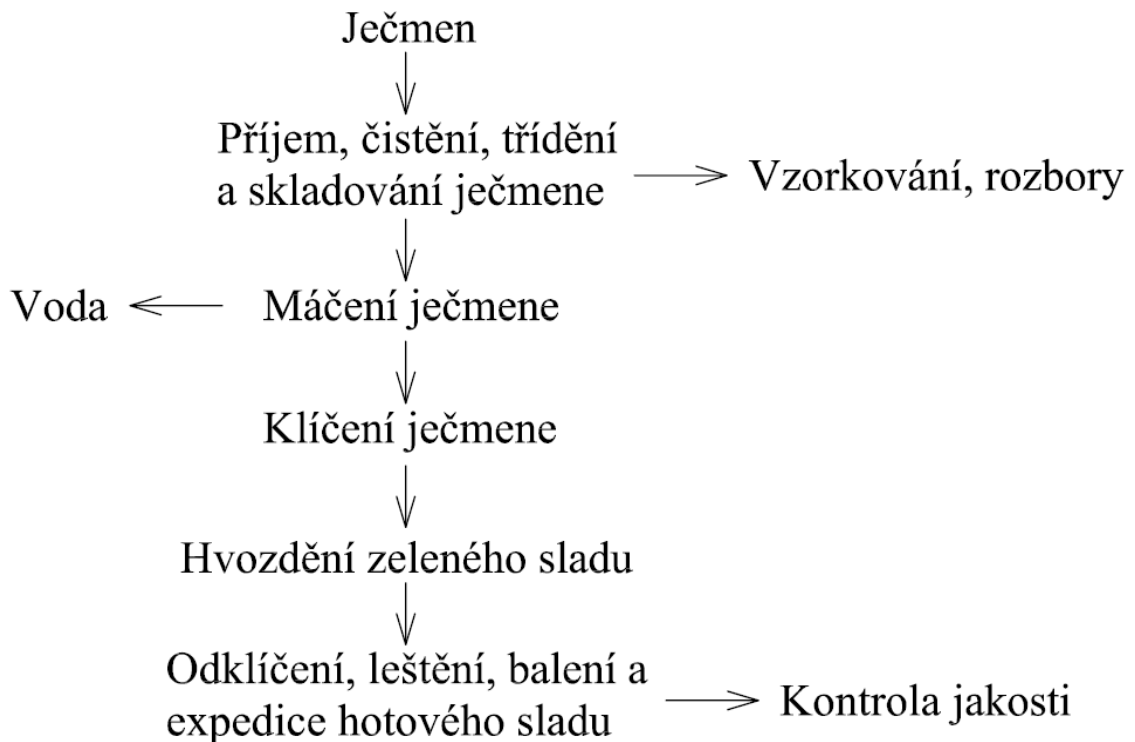 Ječmen
Příjem, čistění, třídění
a skladování ječmene
Vzorkování, rozbory
Voda
Máčení ječmene
Klíčení ječmene
Hvozdění zeleného sladu
Odklíčení, leštění, balení a
expedice hotového sladu
Kontrola jakosti